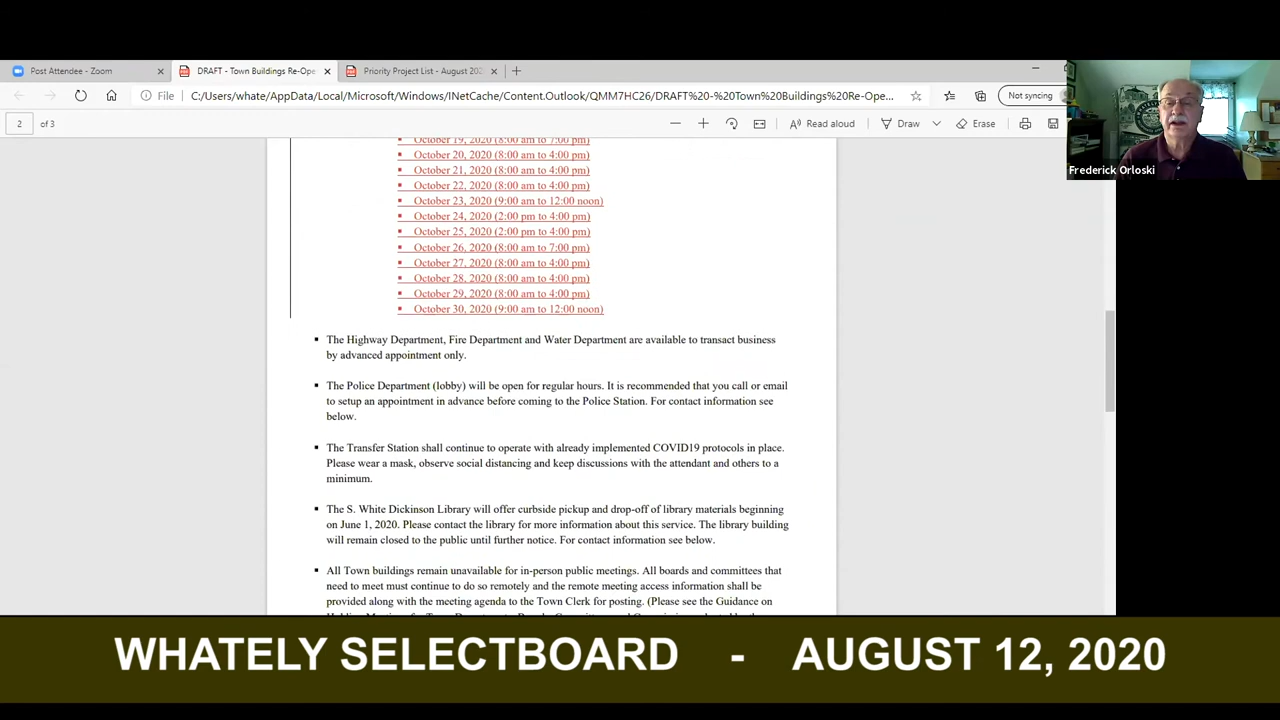 Post Attendee - Zoom
DRAFT - Town Buildings Re-Ope
Priority Project List - August 202
File
C:/Users/whate/AppData/Local/Microsoft/Windows/INetCache/Content.Outlook/QMM7HC26/DRAFT%20-%20Town%20Buildings%20Re-Ope...
Not syncing
2 of 3
Read aloud
Draw
Erase
Frederick Orloski
October 19, 2020 (8:00 am to 7:00 pm)
October 20, 2020 (8:00 am to 4:00 pm)
October 21, 2020 (8:00 am to 4:00 pm)
October 22, 2020 (8:00 am to 4:00 pm)
October 23, 2020 (9:00 am to 12:00 noon)
October 24, 2020 (2:00 pm to 4:00 pm)
October 25, 2020 (2:00 pm to 4:00 pm)
October 26, 2020 (8:00 am to 7:00 pm)
October 27, 2020 (8:00 am to 4:00 pm)
October 28, 2020 (8:00 am to 4:00 pm)
October 29, 2020 (8:00 am to 4:00 pm)
October 30, 2020 (9:00 am to 12:00 noon)
The Highway Department, Fire Department and Water Department are available to transact business
by advanced appointment only.
The Police Department (lobby) will be open for regular hours. It is recommended that you call or email
to setup an appointment in advance before coming to the Police Station. For contact information see
below.
The Transfer Station shall continue to operate with already implemented COVID19 protocols in place.
Please wear a mask, observe social distancing and keep discussions with the attendant and others to a
minimum.
The S. White Dickinson Library will offer curbside pickup and drop-off of library materials beginning
on June 1, 2020. Please contact the library for more information about this service. The library building
will remain closed to the public until further notice. For contact information see below.
All Town buildings remain unavailable for in-person public meetings. All boards and committees that
need to meet must continue to do so remotely and the remote meeting access information shall be
provided along with the meeting agenda to the Town Clerk for posting. (Please see the Guidance on
WHATELY SELECTBOARD - AUGUST 12, 2020